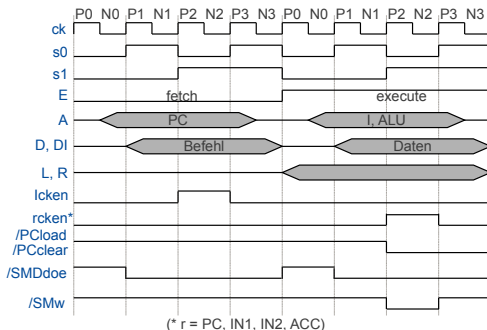 P0 N0 P1 N1 P2 N2 P3 N3 P0 N0 P1 N1 P2 N2 P3 N3
ck
s0
s1
E fetch execute
A PC I, ALU
D, DI Befehl Daten
L, R
Icken
rcken*
/PCload
/PCclear
/SMDdoe
/SMw
(* r = PC, IN1, IN2, ACC)